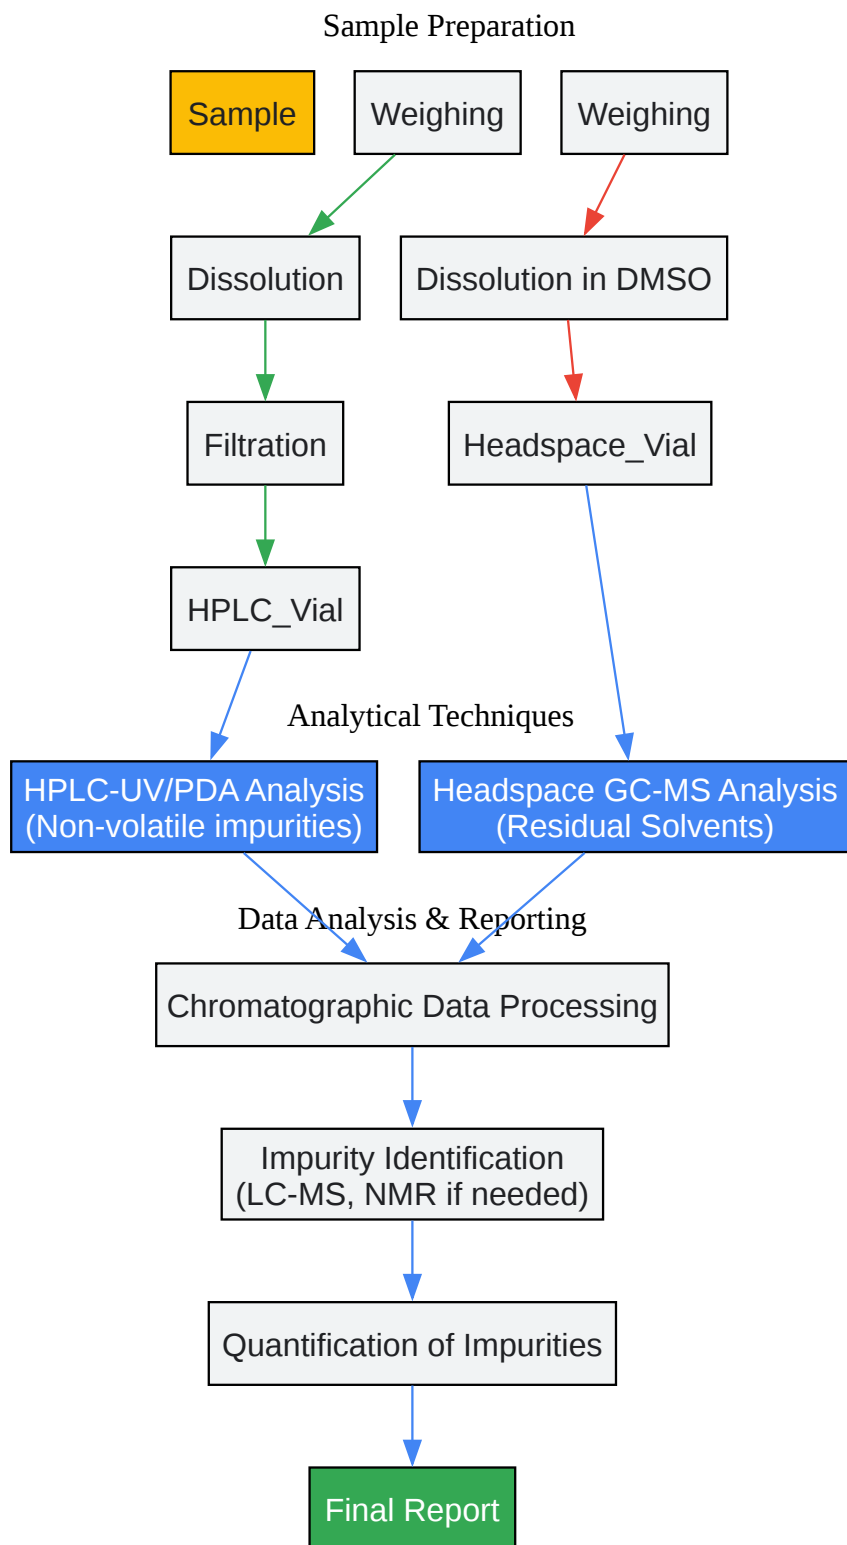 Sample Preparation
Sample
Weighing
Weighing
Dissolution
Dissolution in DMSO
Filtration
Headspace_Vial
HPLC_Vial
Analytical Techniques
HPLC-UV/PDA Analysis
(Non-volatile impurities)
Headspace GC-MS Analysis
(Residual Solvents)
Data Analysis & Reporting
Chromatographic Data Processing
Impurity Identification
(LC-MS, NMR if needed)
Quantification of Impurities
Final Report